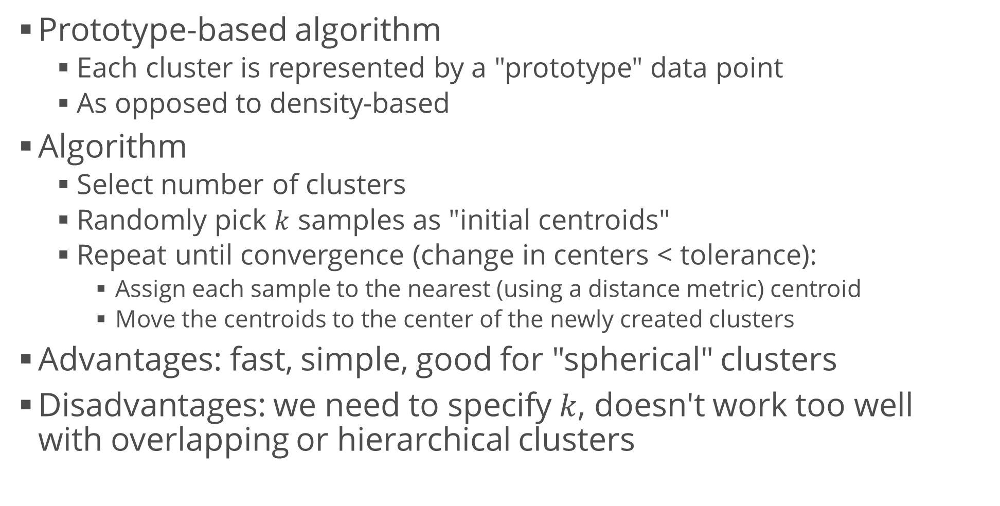 ▪ Prototype-based algorithm
▪ Each cluster is represented by a "prototype" data point
▪ As opposed to density-based
▪ Algorithm
▪ Select number of clusters
▪ Randomly pick k samples as "initial centroids"
▪ Repeat until convergence (change in centers < tolerance):
▪ Assign each sample to the nearest (using a distance metric) centroid
▪ Move the centroids to the center of the newly created clusters
▪ Advantages: fast, simple, good for "spherical" clusters
▪ Disadvantages: we need to specify k, doesn't work too well
with overlapping or hierarchical clusters